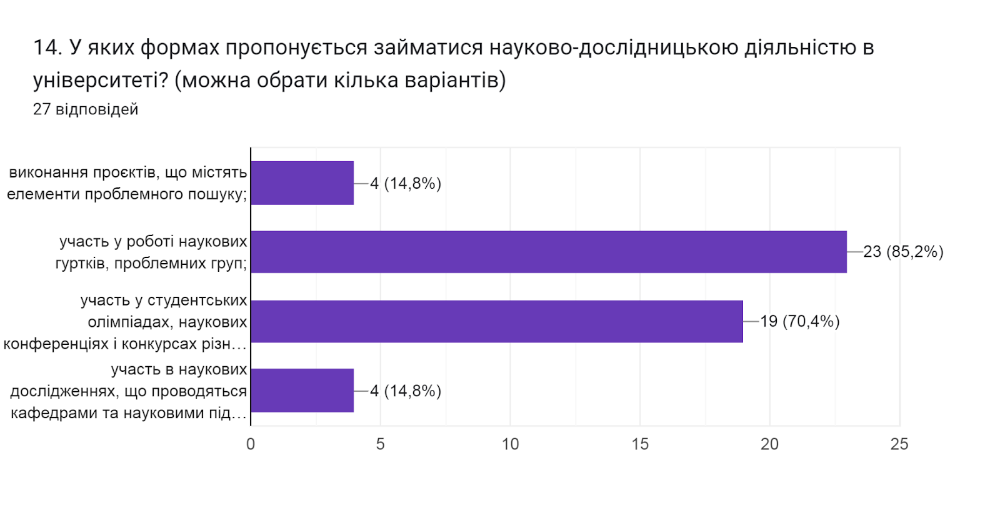 14. У яких формах пропонується займатися науково-дослідницькою діяльністю в
університеті? (можна обрати кілька варіантів)
27 відповідей
виконання проєктів, що містять
елементи проблемного пошуку;
4 (14,8%)
участь у роботі наукових
гуртків, проблемних груп;
23 (85,2%)
участь у студентських
олімпіадах, наукових
конференціях і конкурсах різн…
19 (70,4%)
участь в наукових
дослідженнях, що проводяться
кафедрами та науковими під…
4 (14,8%)
0 5 10 15 20 25